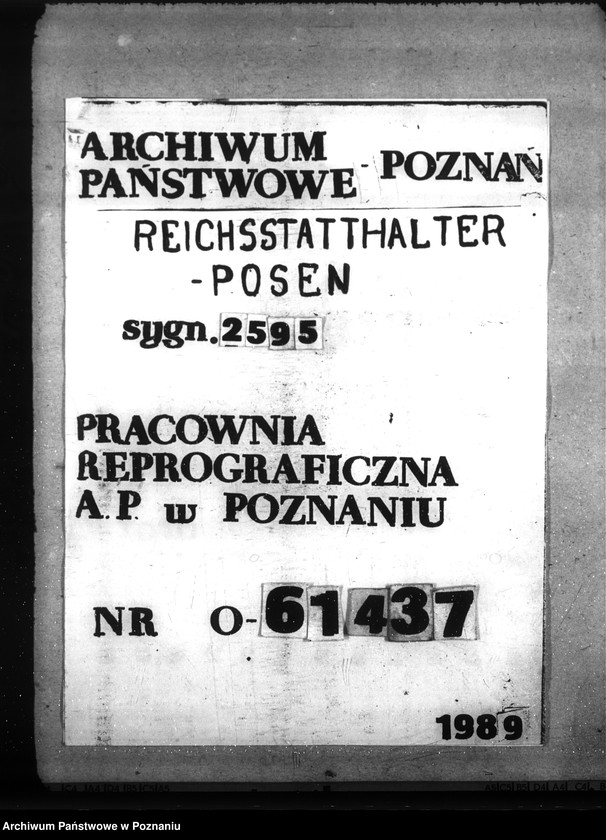 ARCHIWUM
PAŃSTWOWE - POZNAŃ
REICHSSTATTHALTER
-POSEN
sygn. 2595
PRACOWNIA
REPROGRAFICZNA
A.P. w POZNANIU
NR O-61437
1989
Archiwum Państwowe w Poznaniu